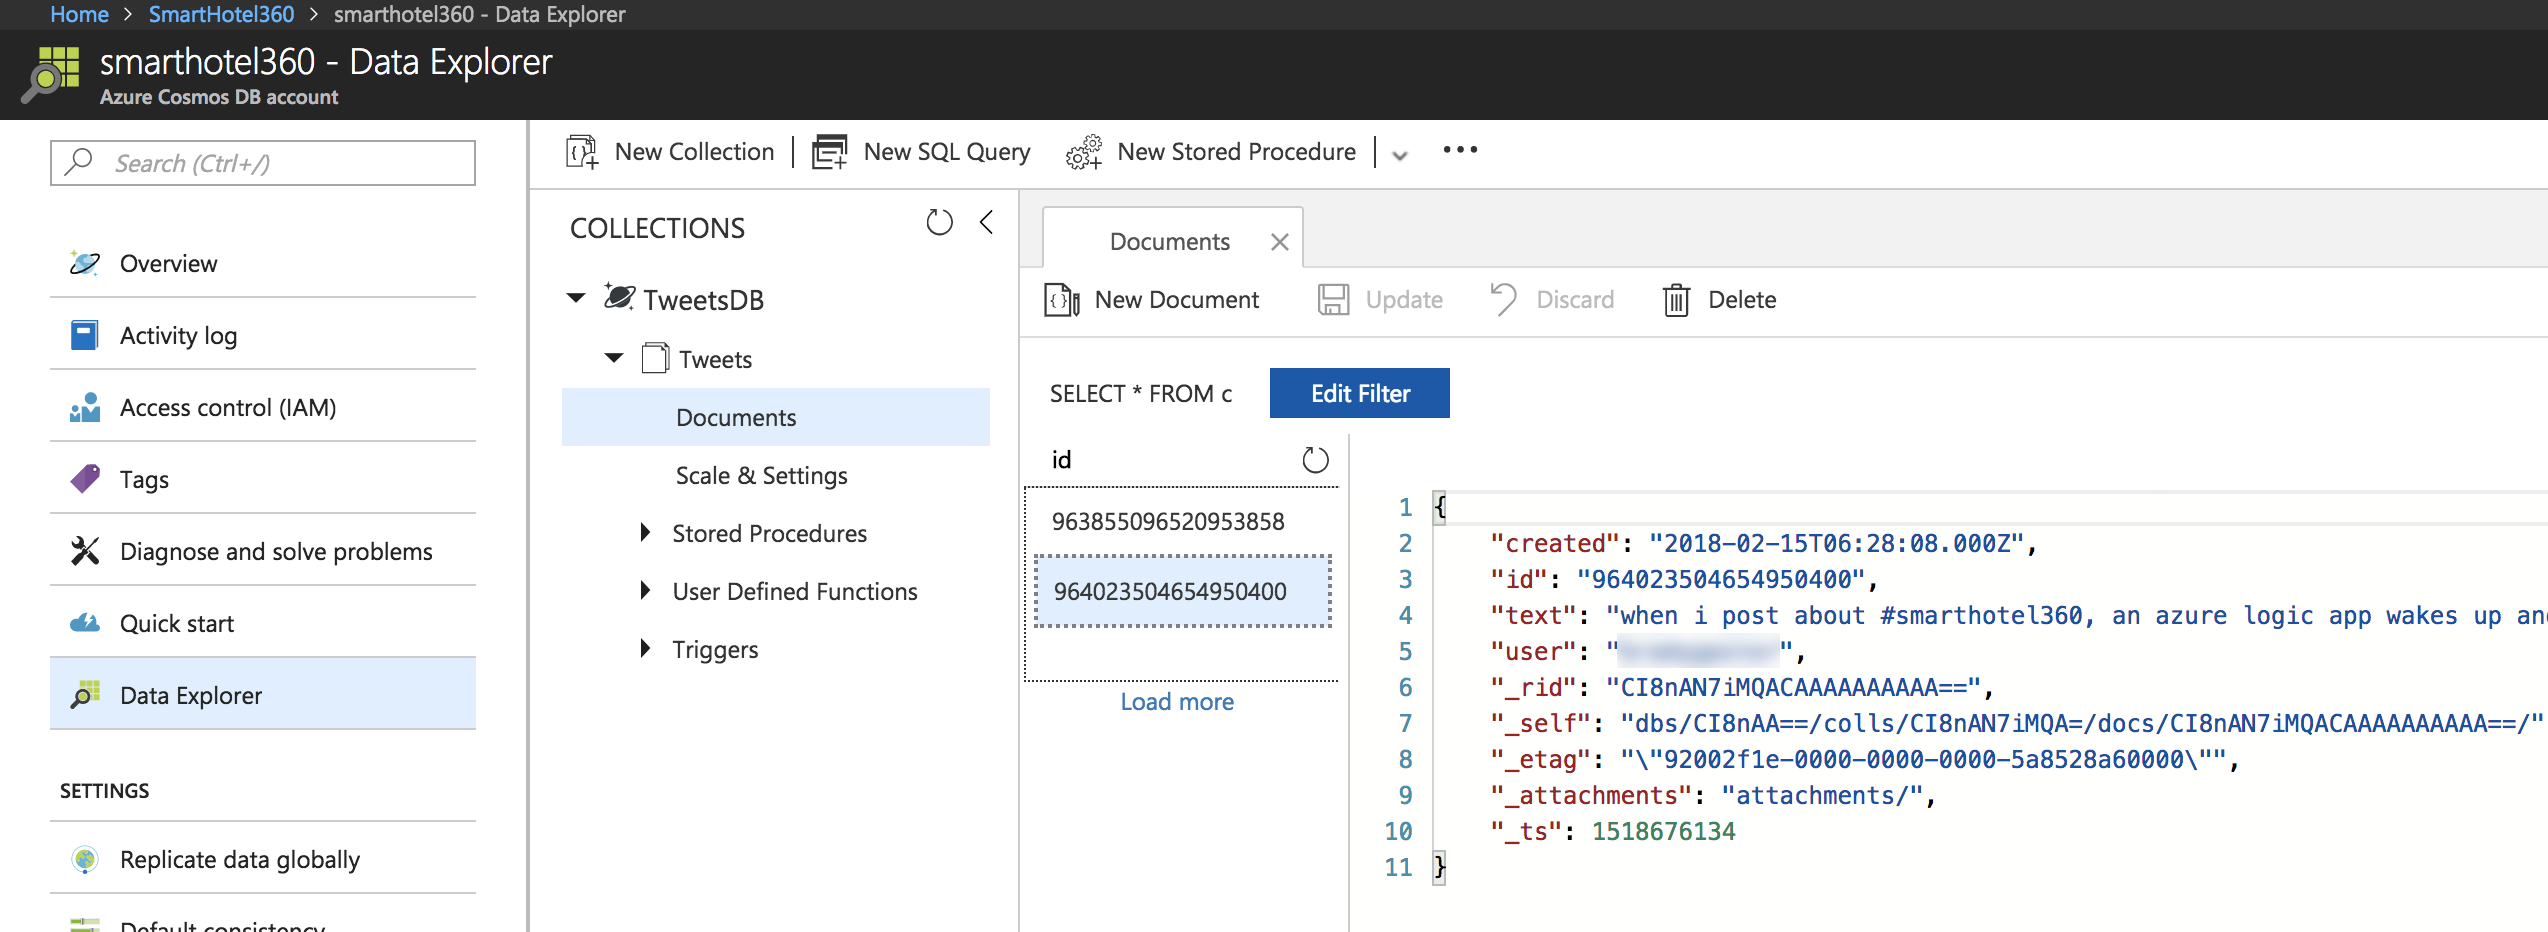 Home > SmartHotel360 > smarthotel360 - Data Explorer
smarthotel360 - Data Explorer
Azure Cosmos DB account
Search (Ctrl+/)
Overview
Activity log
Access control (IAM)
Tags
Diagnose and solve problems
Quick start
Data Explorer
SETTINGS
Replicate data globally
Default consistency
New Collection
New SQL Query
New Stored Procedure
COLLECTIONS
TweetsDB
Tweets
Documents
Scale & Settings
Stored Procedures
User Defined Functions
Triggers
Documents
New Document
Update
Discard
Delete
SELECT * FROM c
Edit Filter
id
963855096520953858
964023504654950400
Load more
1 {
2 "created": "2018-02-15T06:28:08.000Z",
3 "id": "964023504654950400",
4 "text": "when i post about #smarthotel360, an azure logic app wakes up and
5 "user": "",
6 "_rid": "CI8nAN7iMQACAAAAAAAAAA==",
7 "_self": "dbs/CI8nAA==/colls/CI8nAN7iMQA=/docs/CI8nAN7iMQACAAAAAAAAAA==/"
8 "_etag": "\"92002f1e-0000-0000-0000-5a8528a60000\"",
9 "_attachments": "attachments/",
10 "_ts": 1518676134
11 }